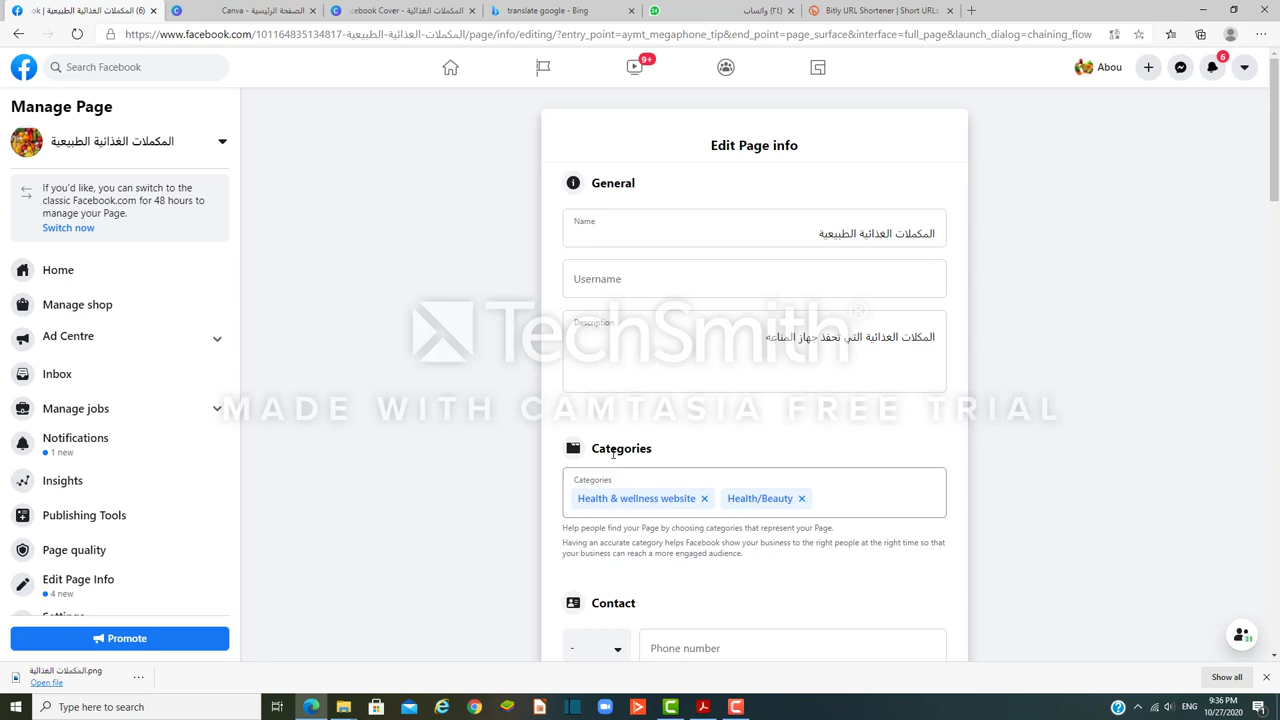 ok | المكملات الغذائية الطبيعية (6)
Canva - الصفحة الرئيسية
المكملات الغذائية - Facebook Cover
translate google - Bing
(1) واتساب
Bitly URL Shortener | Short URLs
https://www.facebook.com/المكملات-الغذائية-الطبيعية-101164835134817/page/info/editing/?entry_point=aymt_megaphone_tip&end_point=page_surface&interface=full_page&launch_dialog=chaining_flow
Search Facebook
9+
Abou
6
Manage Page
المكملات الغذائية الطبيعية
If you'd like, you can switch to the
classic Facebook.com for 48 hours to
manage your Page.
Switch now
Home
Manage shop
Ad Centre
Inbox
Manage jobs
Notifications
1 new
Insights
Publishing Tools
Page quality
Edit Page Info
4 new
Settings
Promote
Edit Page info
General
Name
المكملات الغذائية الطبيعية
Username
Description
المكلات الغذائية التي تحفذ جهاز المناعه
TechSmith®
MADE WITH CAMTASIA FREE TRIAL
Categories
Categories
Health & wellness website
Health/Beauty
Help people find your Page by choosing categories that represent your Page.
Having an accurate category helps Facebook show your business to the right people at the right time so that
your business can reach a more engaged audience.
Contact
-
Phone number
31
المكملات الغذائية.png
Open file
Show all
Type here to search
9:36 PM
10/27/2020